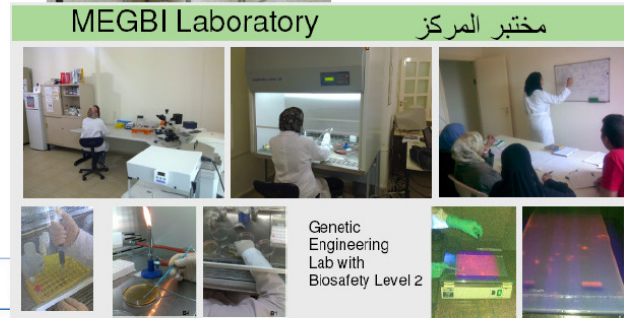 MEGBI Laboratory مختبر المركز
Genetic
Engineering
Lab with
Biosafety Level 2